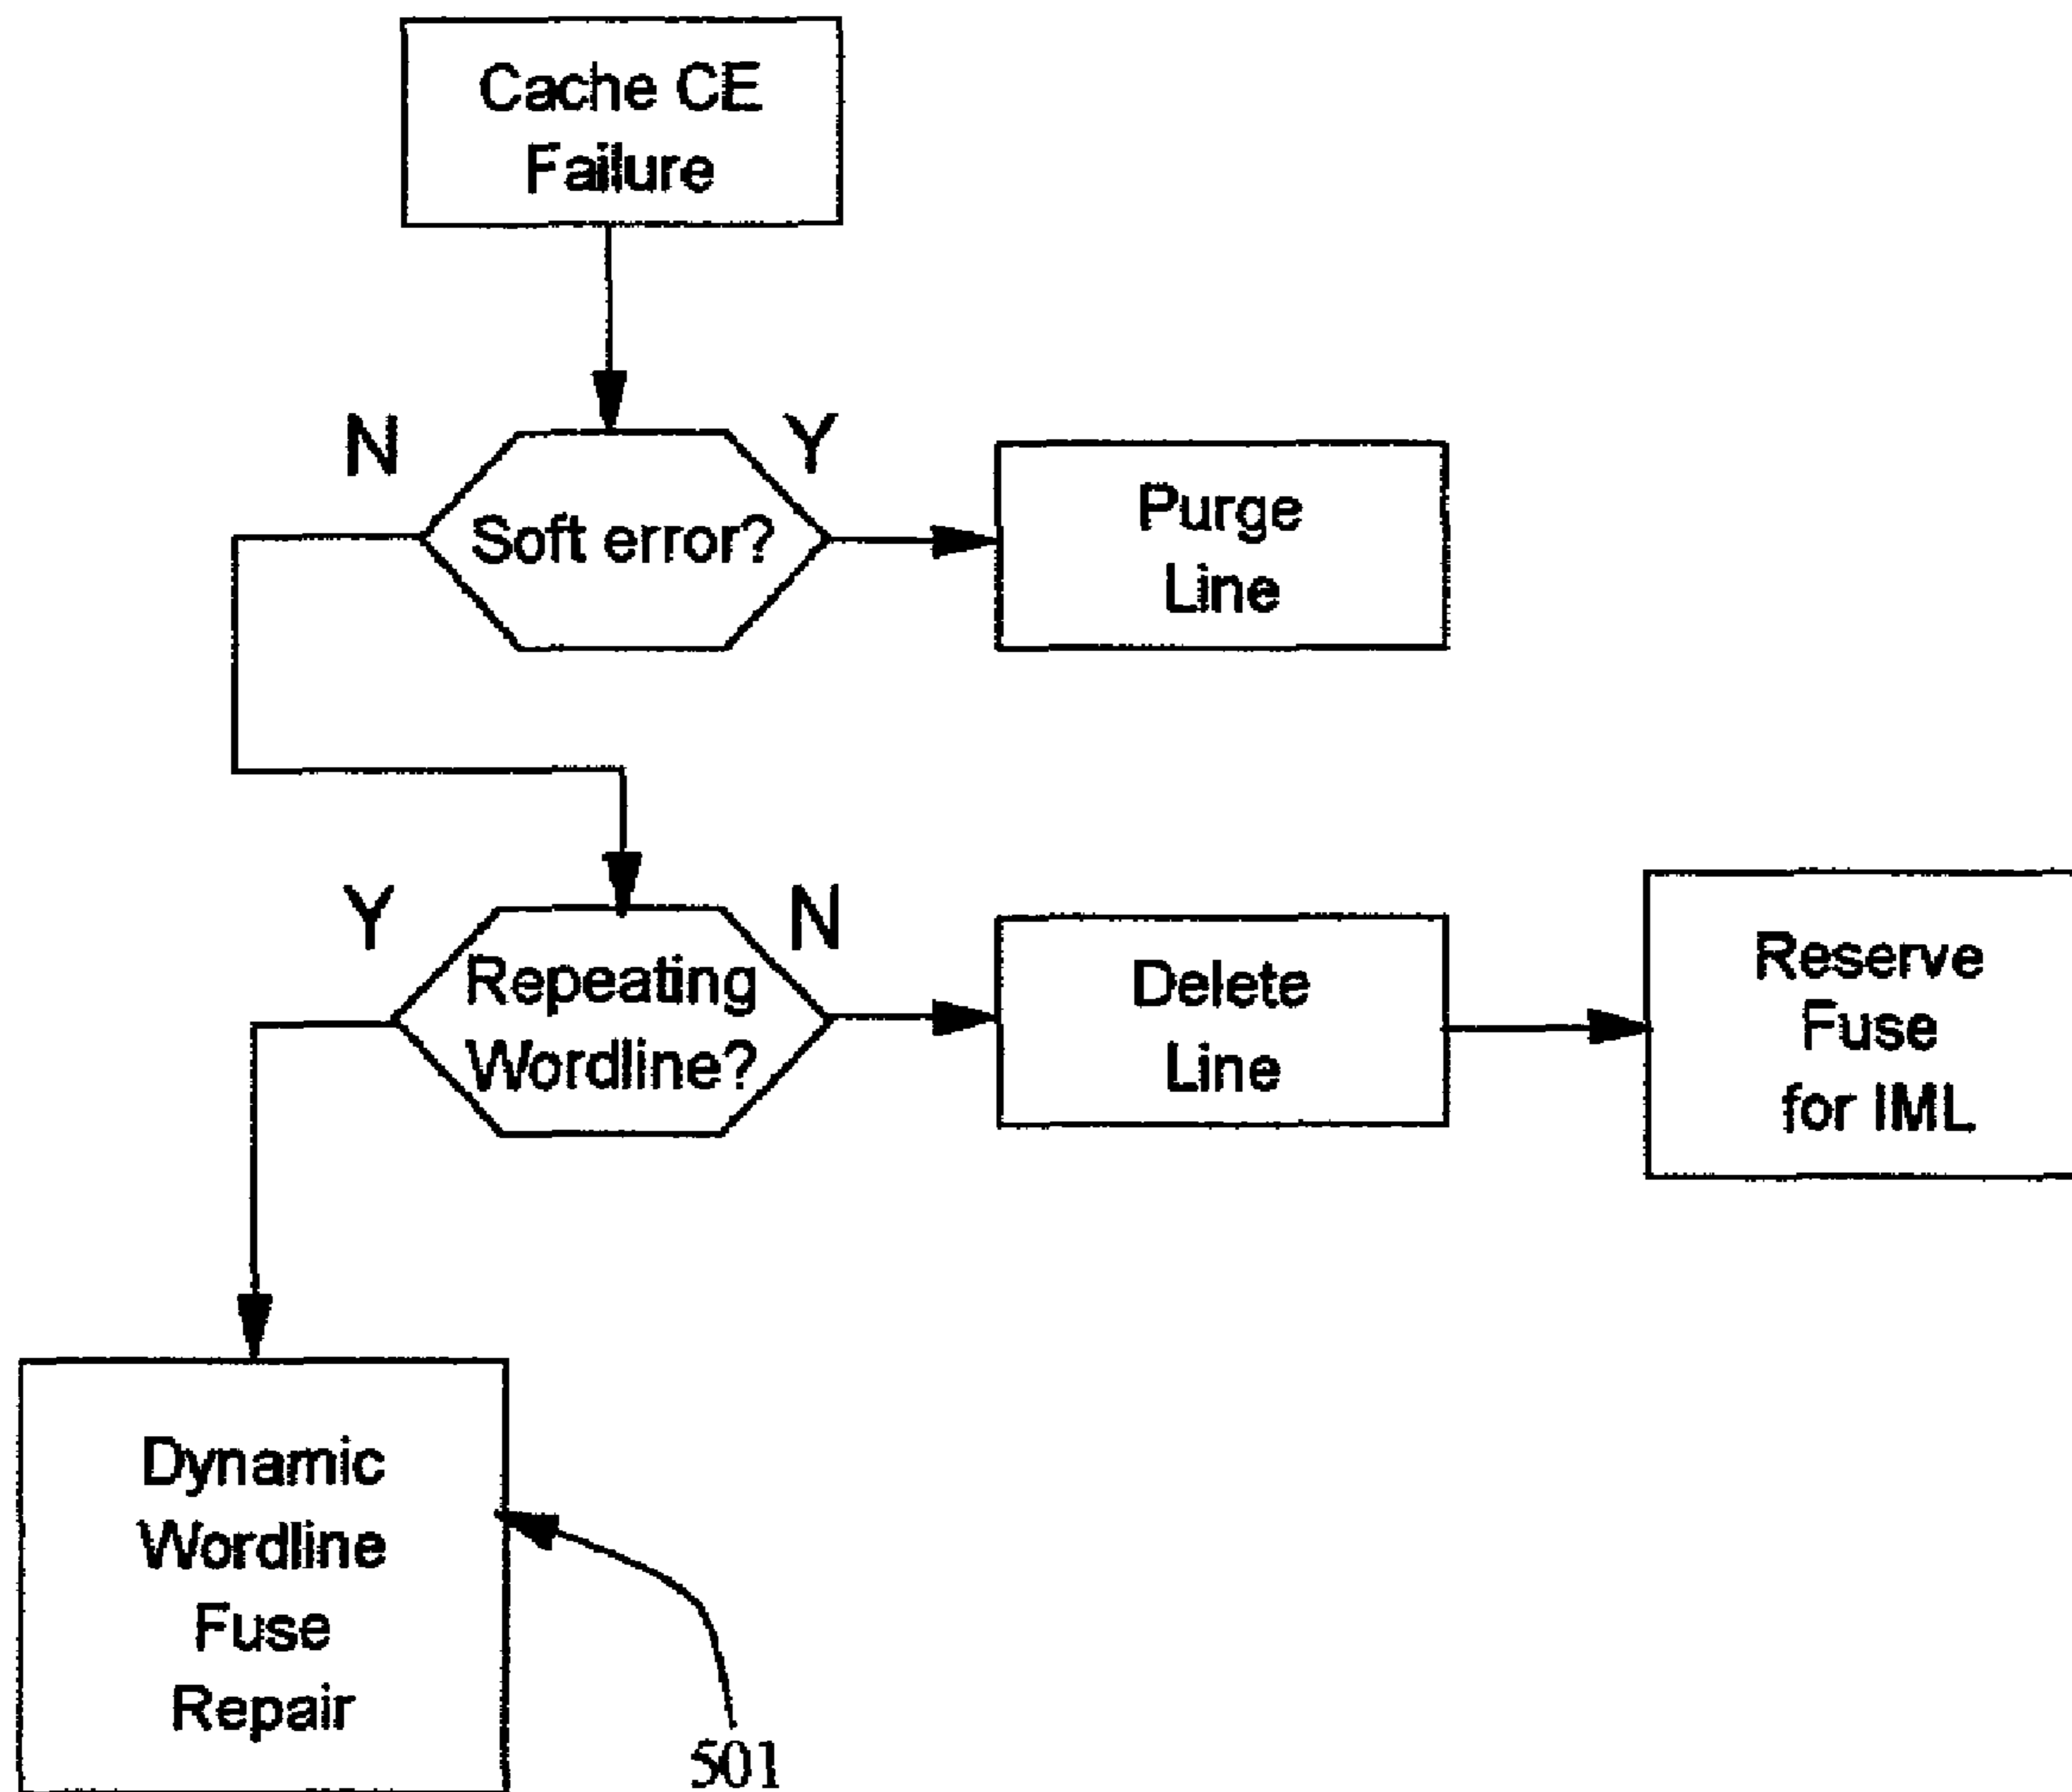 Cache CE
Failure
N
Y
Soft error?
Purge
Line
Y
N
Repeating
Wordline?
Delete
Line
Reserve
Fuse
for IML
Dynamic
Wordline
Fuse
Repair
501